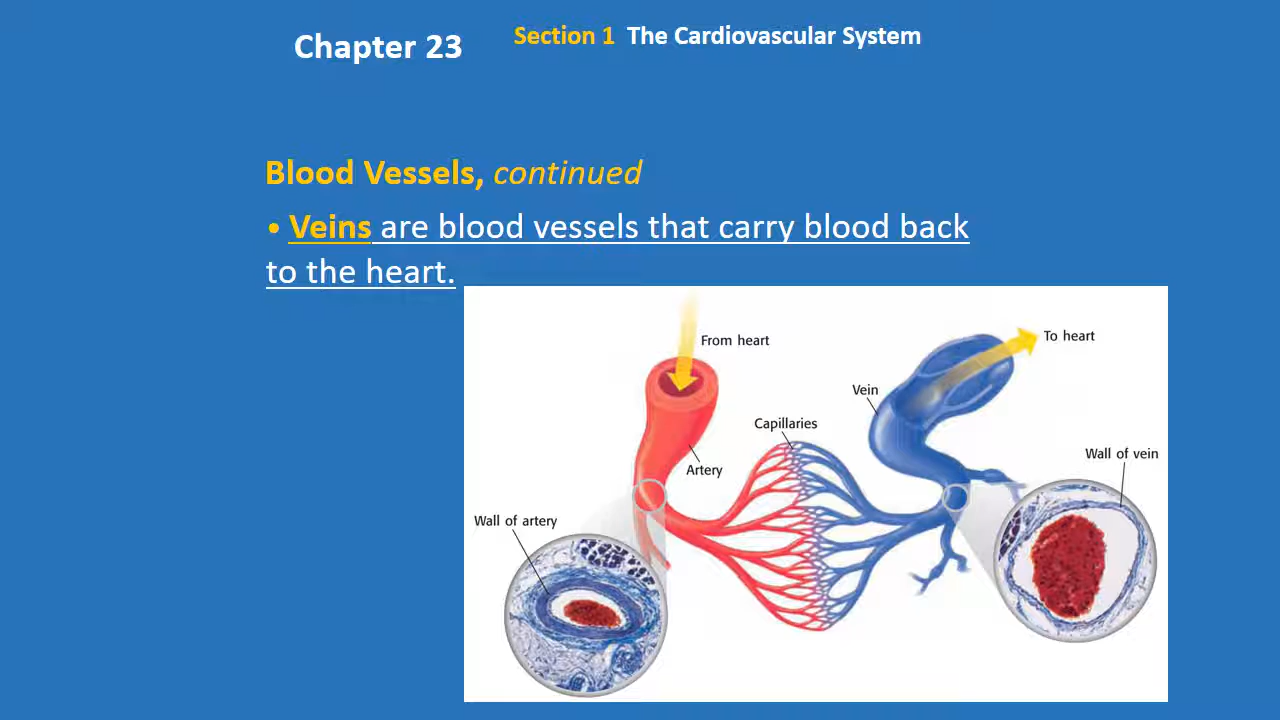 Chapter 23
Section 1 The Cardiovascular System
Blood Vessels, continued
• Veins are blood vessels that carry blood back
to the heart.
From heart
To heart
Vein
Capillaries
Artery
Wall of vein
Wall of artery